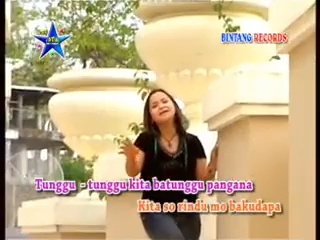 BINTANG RECORDS
Tunggu - tunggu kita batunggu pangana
Kita so rindu mo bakudapa